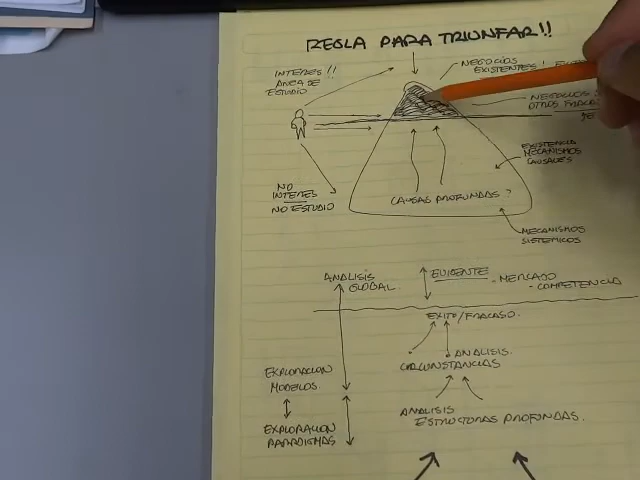 REGLA PARA TRIUNFAR!!
INTERES!!
AREA DE
ESTUDIO
NEGOCIOS
EXISTENTES!
NEGOCIOS
OTROS FRACAS
EXISTENCIA
MECANISMOS
CAUSALES
NO
INTERES
NO ESTUDIO
CAUSAS PROFUNDAS?
MECANISMOS
SISTEMICOS
ANALISIS
GLOBAL
EVIDENTE - MERCADO
- COMPETENCIA
EXITO/FRACASO.
ANALISIS.
CIRCUNSTANCIAS
EXPLORACION
MODELOS.
EXPLORACION
PARADIGMAS
ANALISIS
ESTRUCTURAS PROFUNDAS.